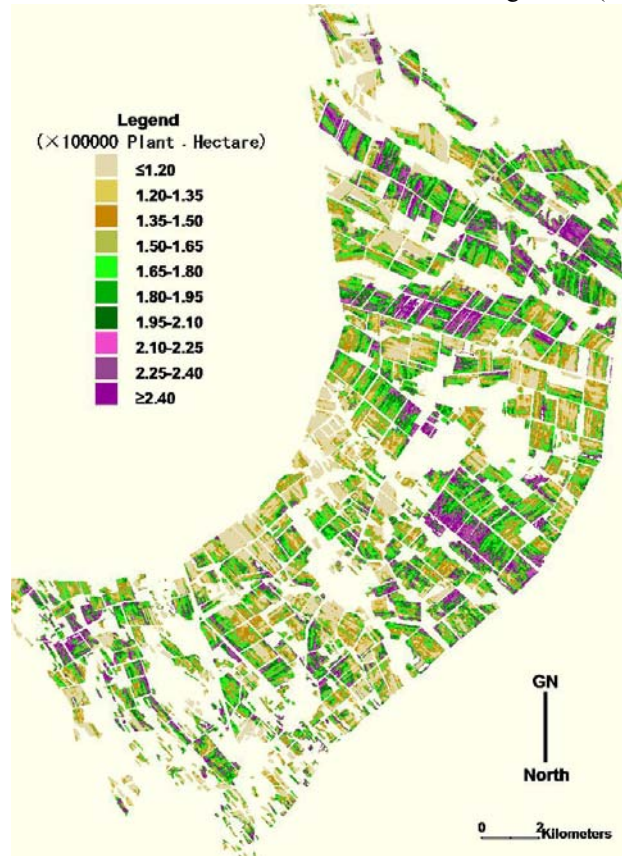 Legend
(×100000 Plant . Hectare)
≤1.20
1.20-1.35
1.35-1.50
1.50-1.65
1.65-1.80
1.80-1.95
1.95-2.10
2.10-2.25
2.25-2.40
≥2.40
GN
North
0 2 Kilometers